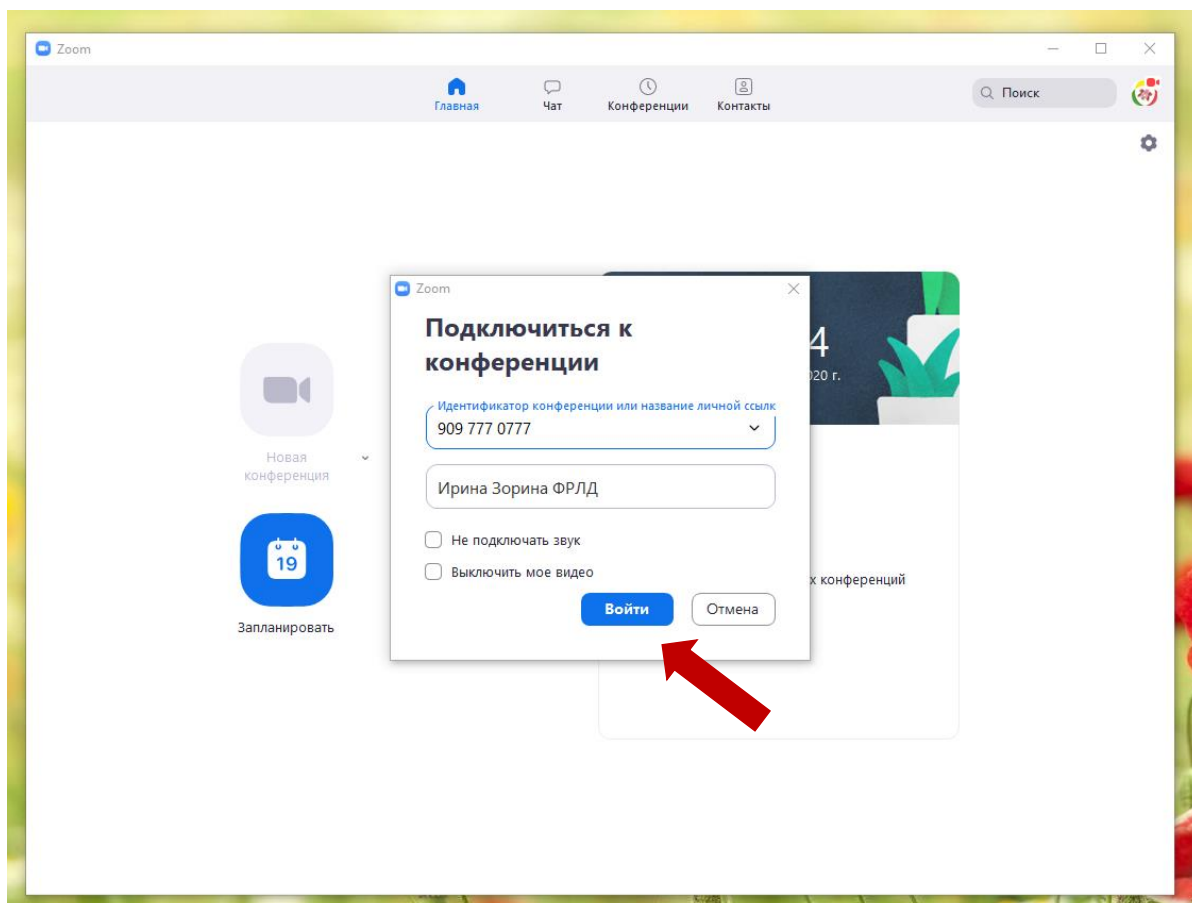 Zoom
Главная
Чат
Конференции
Контакты
Поиск
Zoom
Подключиться к
конференции
Идентификатор конференции или название личной ссылк
909 777 0777
Ирина Зорина ФРЛД
Не подключать звук
Выключить мое видео
Войти
Отмена
Новая
конференция
19
Запланировать
4
020 г.
х конференций